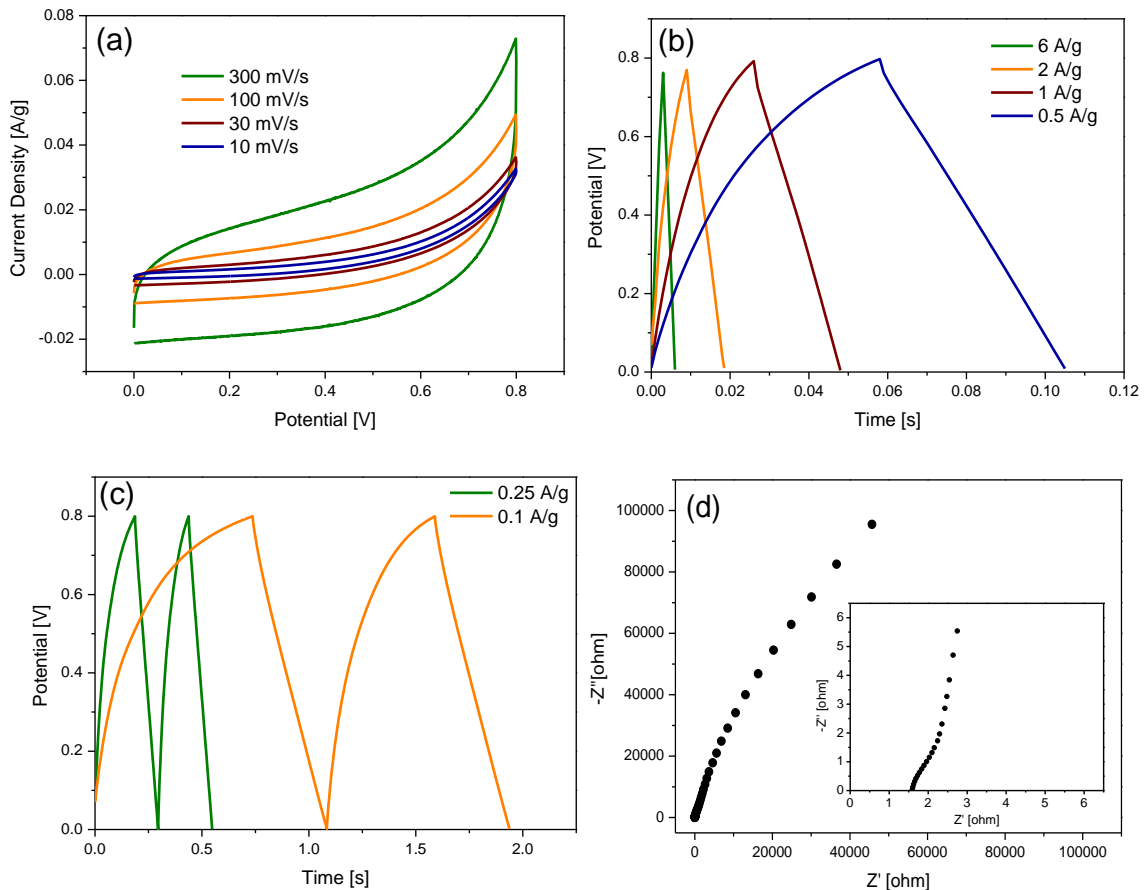 (a)
300 mV/s
100 mV/s
30 mV/s
10 mV/s
0.08
0.06
0.04
0.02
0.00
-0.02
Current Density [A/g]
0.0 0.2 0.4 0.6 0.8
Potential [V]
(b)
6 A/g
2 A/g
1 A/g
0.5 A/g
0.8
0.6
0.4
0.2
0.0
Potential [V]
0.00 0.02 0.04 0.06 0.08 0.10 0.12
Time [s]
(c)
0.25 A/g
0.1 A/g
0.8
0.6
0.4
0.2
0.0
Potential [V]
0.0 0.5 1.0 1.5 2.0
Time [s]
(d)
100000
80000
60000
40000
20000
0
-Z''[ohm]
0 20000 40000 60000 80000 100000
Z' [ohm]
6
5
4
3
2
1
0
-Z'' [ohm]
0 1 2 3 4 5 6
Z' [ohm]